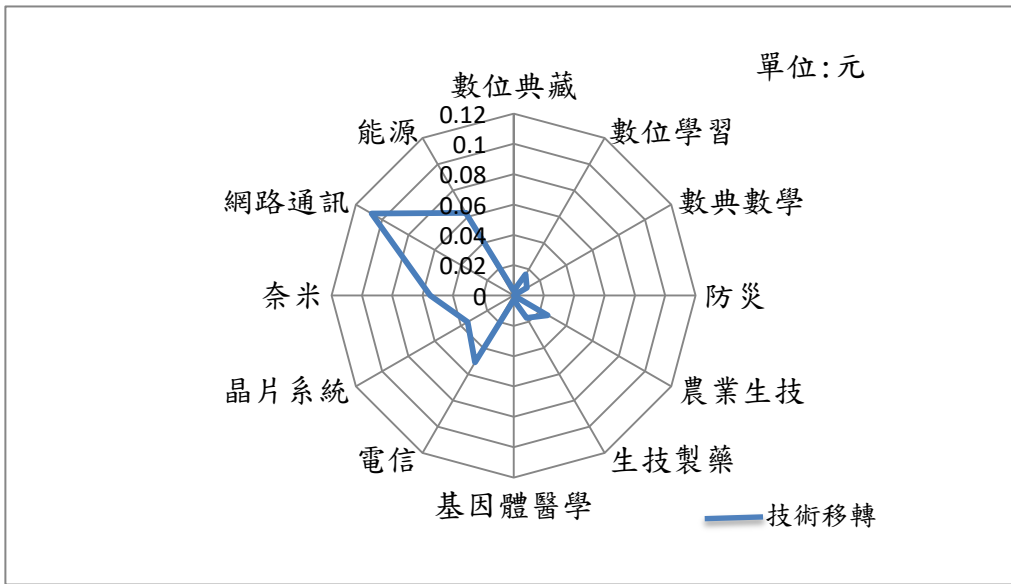 單位:元
數位典藏
數位學習
數典數學
防災
農業生技
生技製藥
基因體醫學
電信
晶片系統
奈米
網路通訊
能源
0.12
0.1
0.08
0.06
0.04
0.02
0
技術移轉